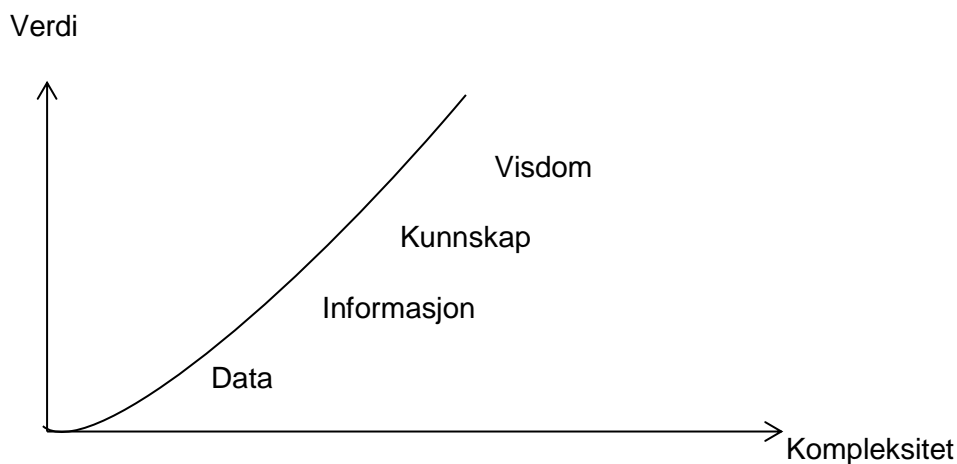 Verdi
Visdom
Kunnskap
Informasjon
Data
Kompleksitet